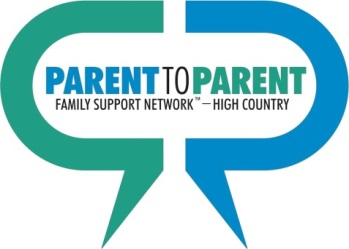 PARENT TO PARENT
FAMILY SUPPORT NETWORK™—HIGH COUNTRY